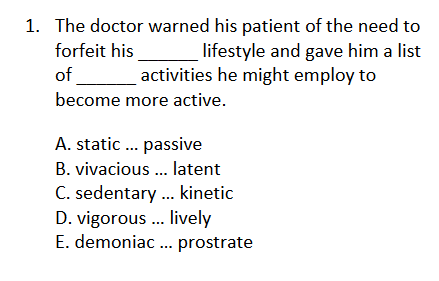 1. The doctor warned his patient of the need to
forfeit his ______ lifestyle and gave him a list
of ______ activities he might employ to
become more active.
A. static ... passive
B. vivacious ... latent
C. sedentary ... kinetic
D. vigorous ... lively
E. demoniac ... prostrate